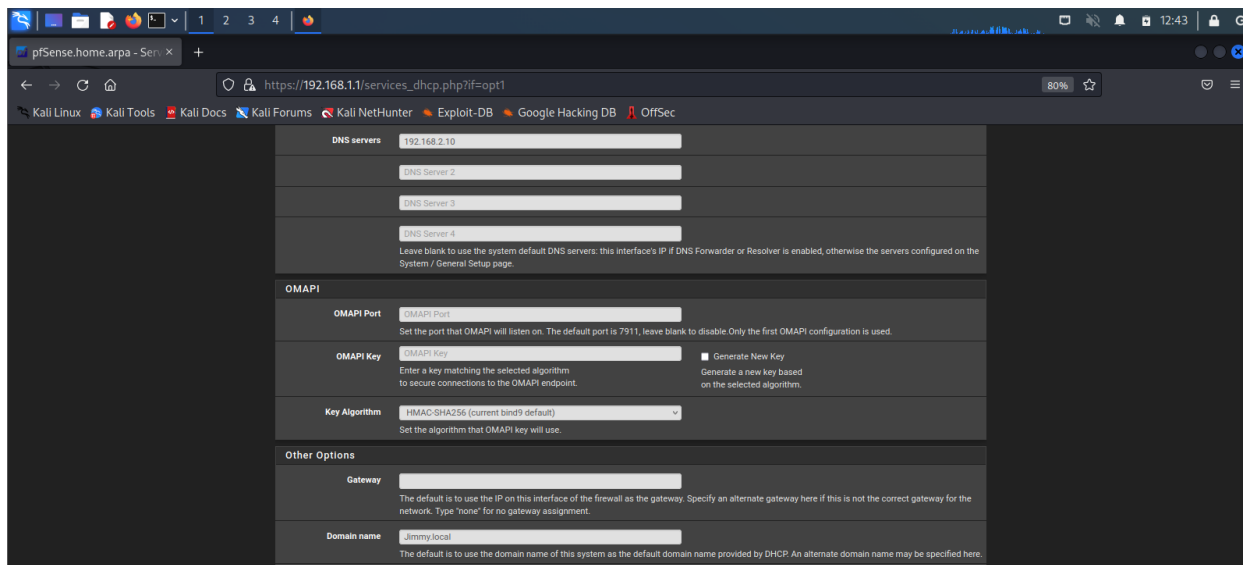 1 2 3 4 12:43 G
pfSense.home.arpa - Serv × +
https://192.168.1.1/services_dhcp.php?if=opt1 80%
Kali Linux Kali Tools Kali Docs Kali Forums Kali NetHunter Exploit-DB Google Hacking DB OffSec
DNS servers 192.168.2.10
DNS Server 2
DNS Server 3
DNS Server 4
Leave blank to use the system default DNS servers: this interface's IP if DNS Forwarder or Resolver is enabled, otherwise the servers configured on the
System / General Setup page.
OMAPI
OMAPI Port OMAPI Port
Set the port that OMAPI will listen on. The default port is 7911, leave blank to disable.Only the first OMAPI configuration is used.
OMAPI Key OMAPI Key Generate New Key
Enter a key matching the selected algorithm
to secure connections to the OMAPI endpoint.
Generate a new key based
on the selected algorithm.
Key Algorithm HMAC-SHA256 (current bind9 default)
Set the algorithm that OMAPI key will use.
Other Options
Gateway
The default is to use the IP on this interface of the firewall as the gateway. Specify an alternate gateway here if this is not the correct gateway for the
network. Type "none" for no gateway assignment.
Domain name Jimmy.local
The default is to use the domain name of this system as the default domain name provided by DHCP. An alternate domain name may be specified here.